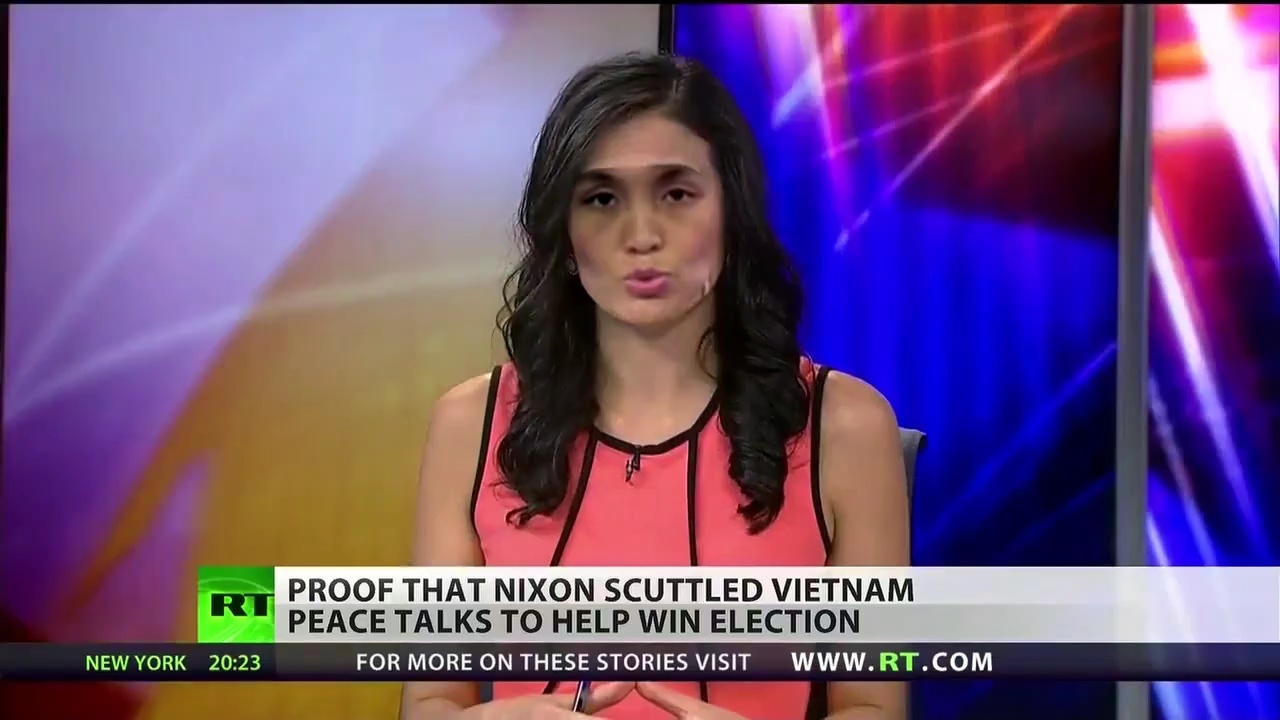 RT
PROOF THAT NIXON SCUTTLED VIETNAM
PEACE TALKS TO HELP WIN ELECTION
NEW YORK 20:23 FOR MORE ON THESE STORIES VISIT WWW.RT.COM